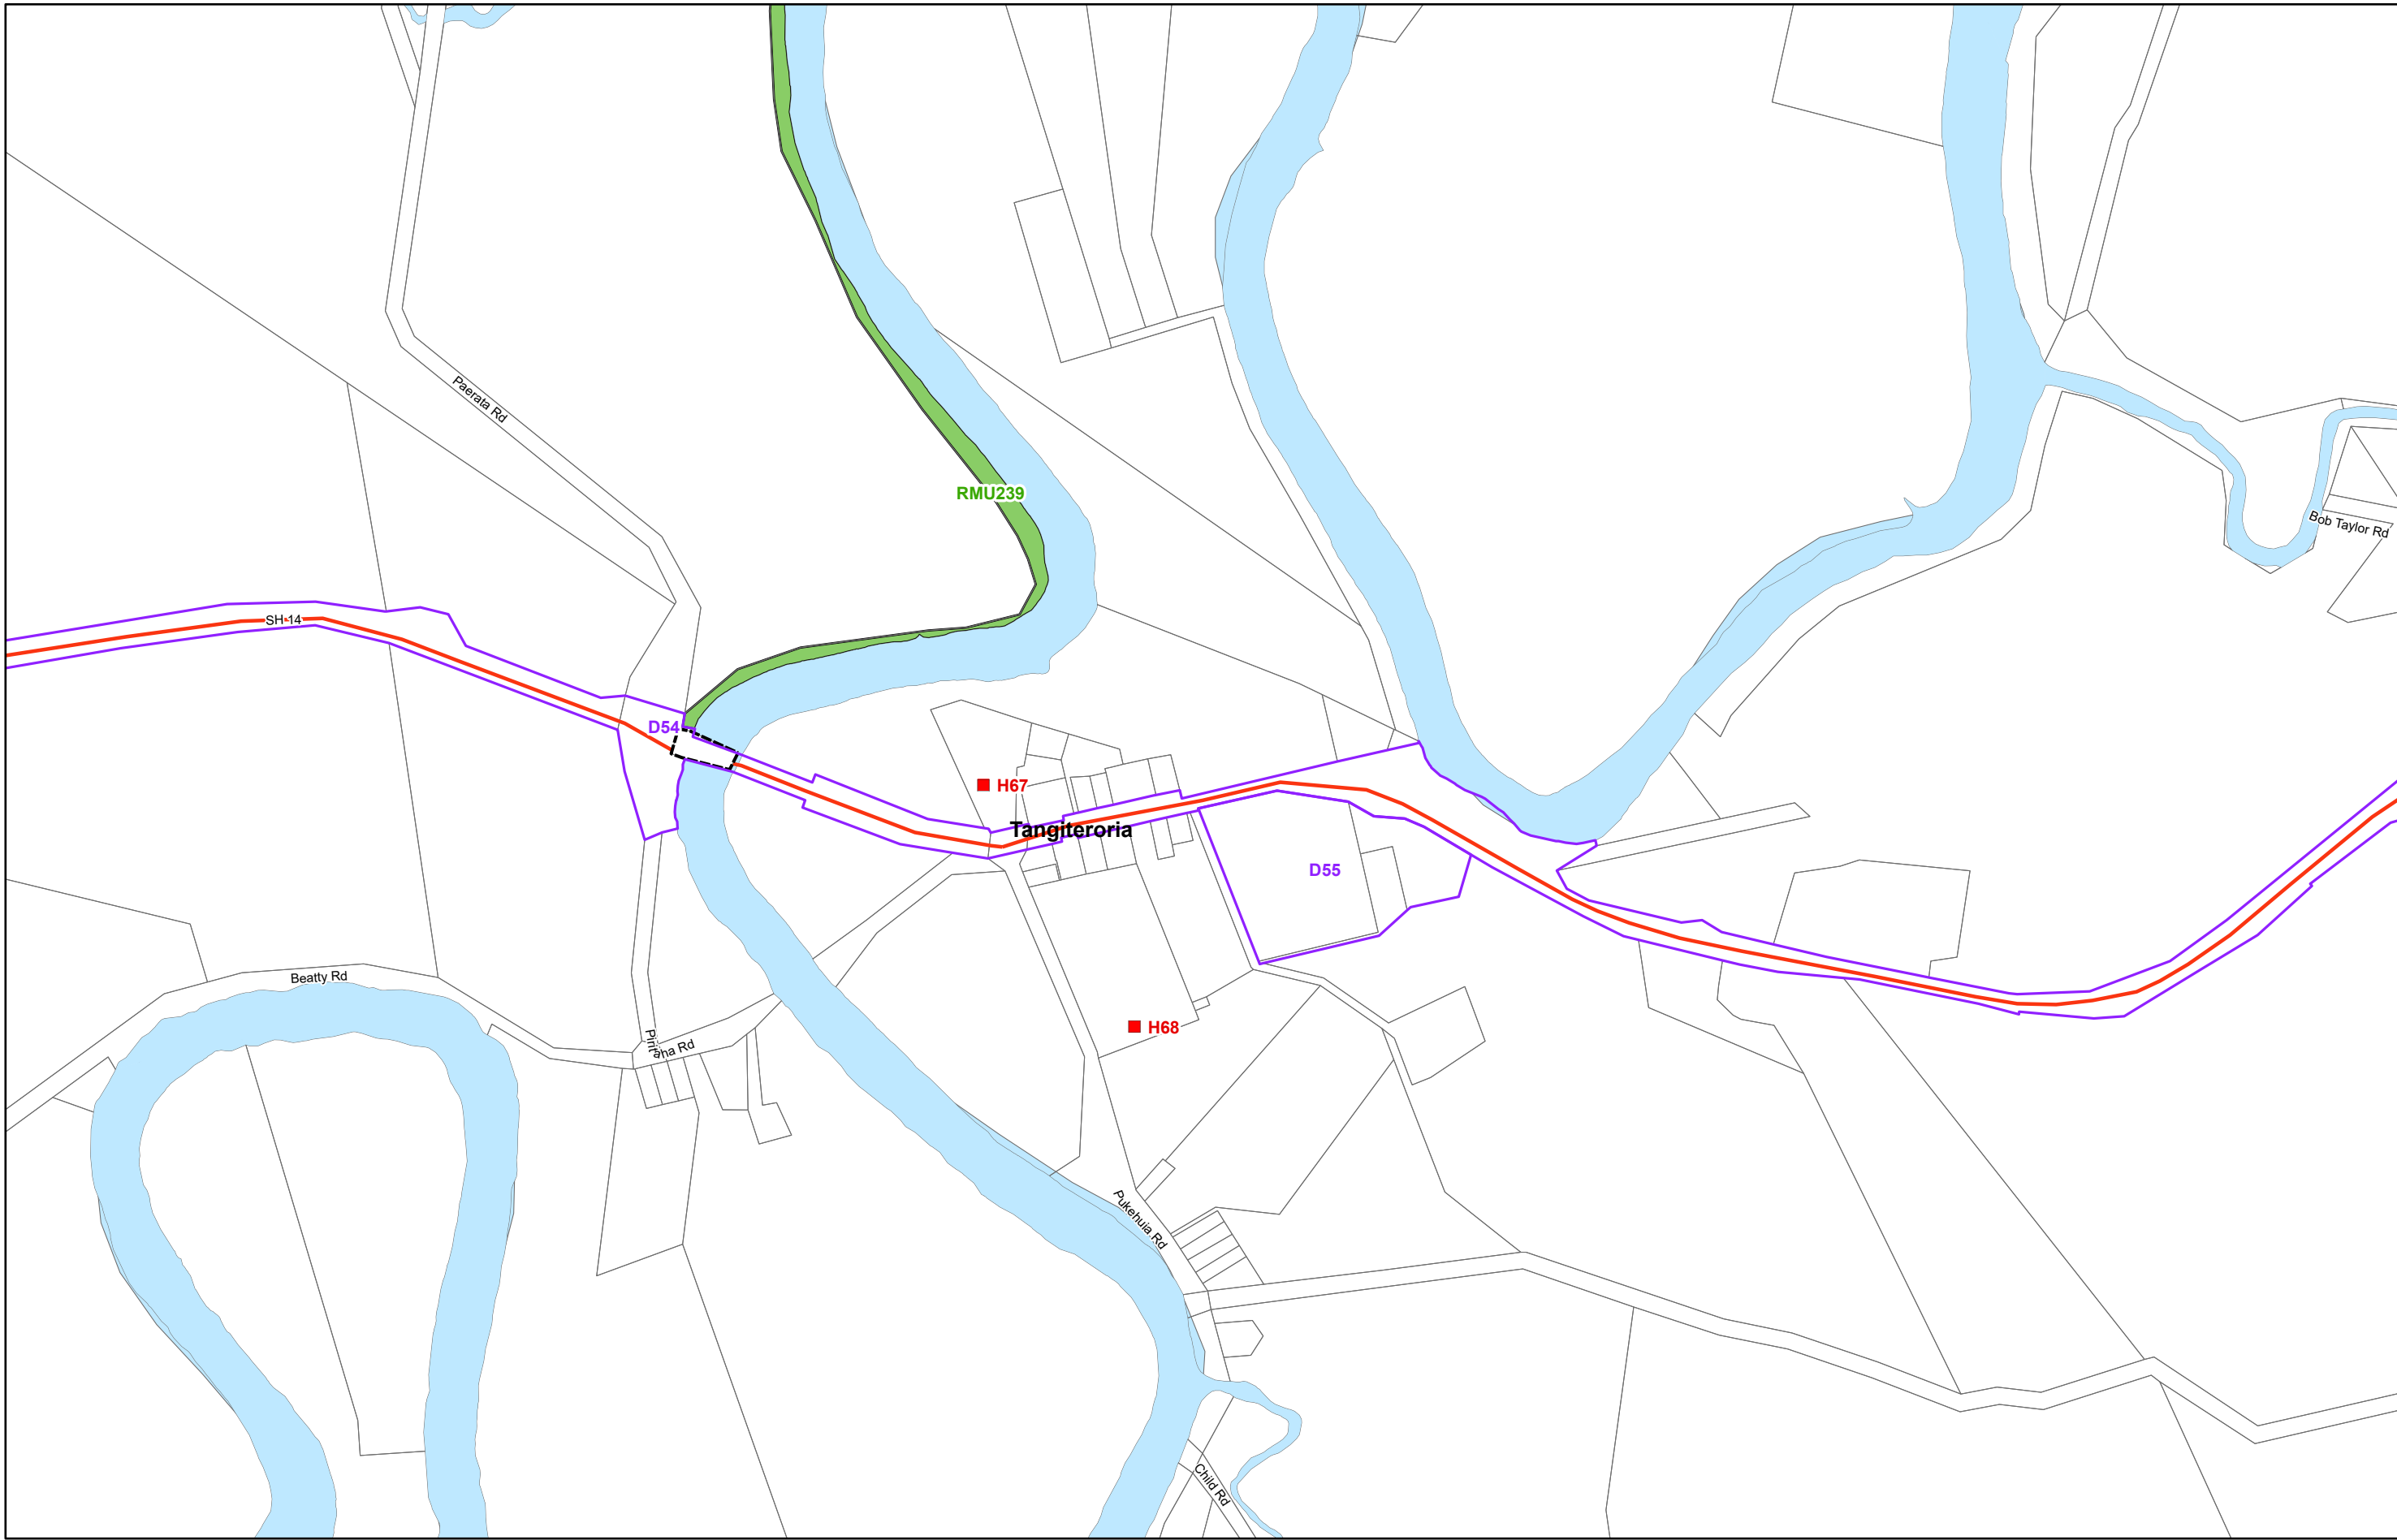 Paerata Rd
RMU239
Bob Taylor Rd
SH 14
D54
H67
Tangiteroria
D55
Beatty Rd
H68
Pukehuia Rd
Child Rd